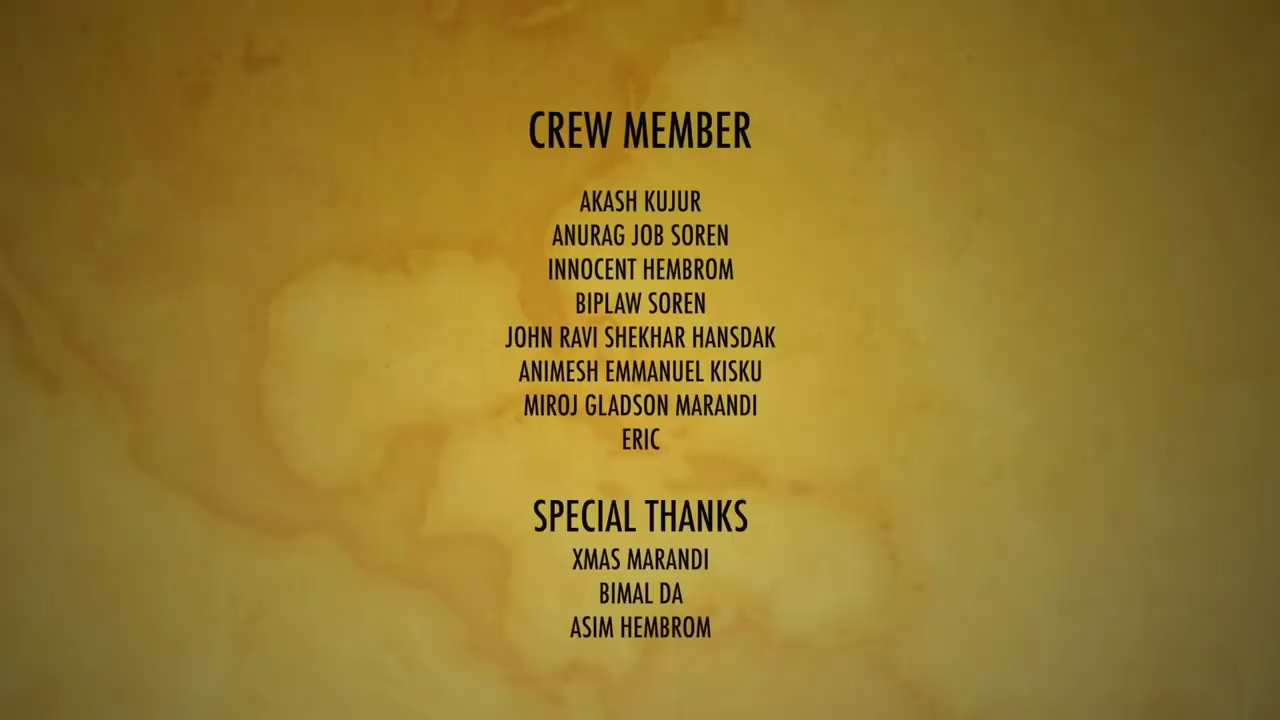 CREW MEMBER
AKASH KUJUR
ANURAG JOB SOREN
INNOCENT HEMBROM
BIPLAW SOREN
JOHN RAVI SHEKHAR HANSDAK
ANIMESH EMMANUEL KISKU
MIROJ GLADSON MARANDI
ERIC
SPECIAL THANKS
XMAS MARANDI
BIMAL DA
ASIM HEMBROM